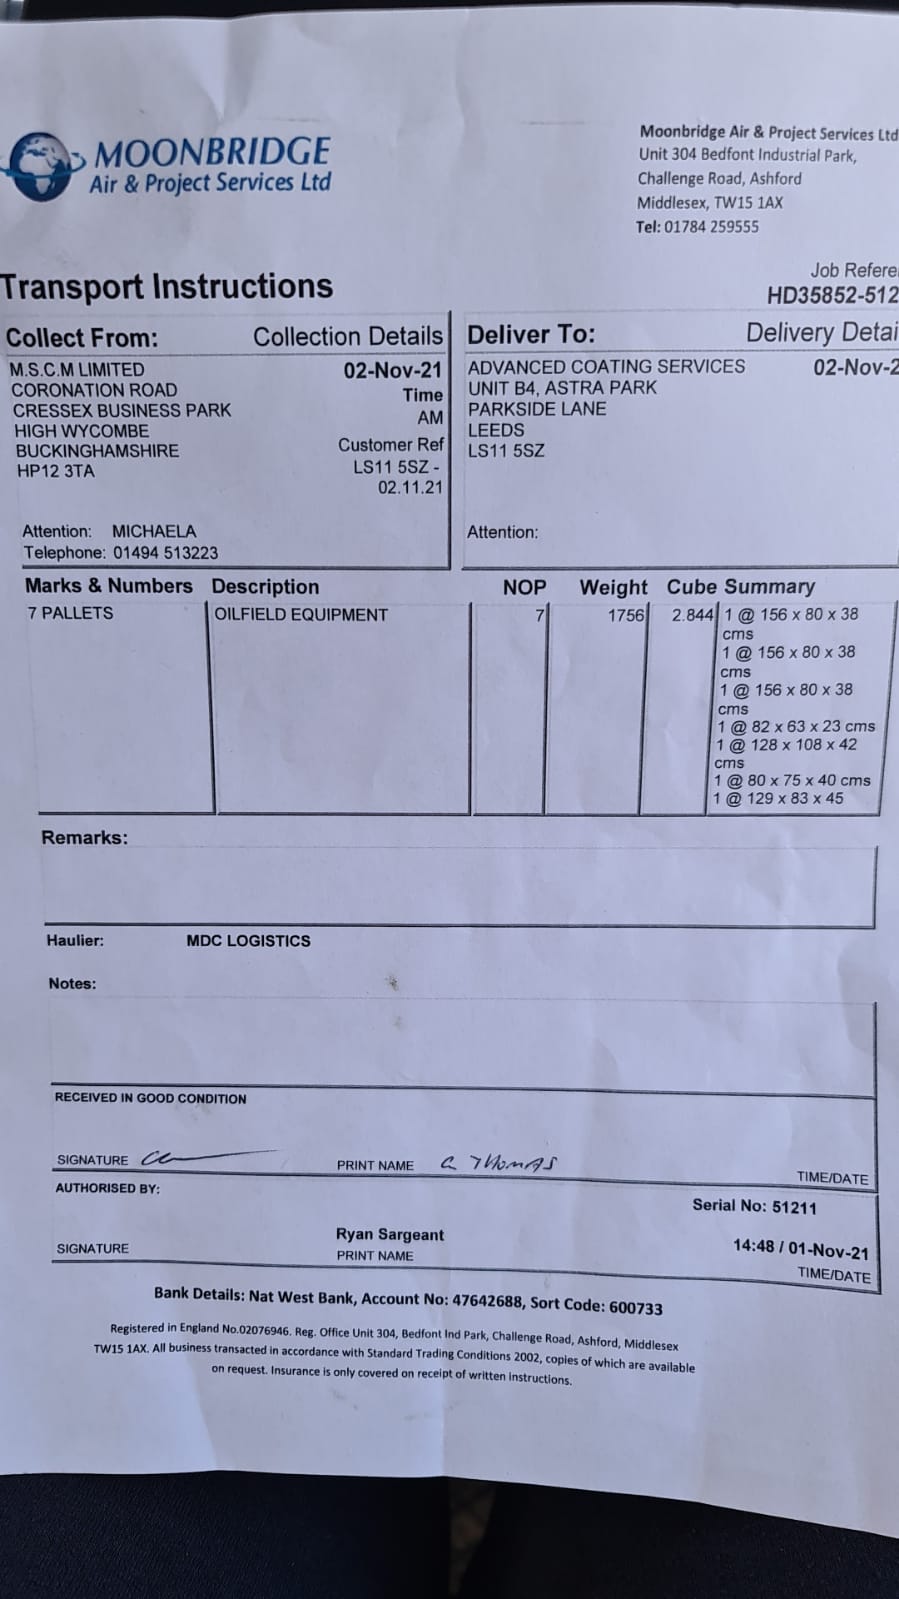 MOONBRIDGE
Air & Project Services Ltd
Moonbridge Air & Project Services Ltd
Unit 304 Bedfont Industrial Park,
Challenge Road, Ashford
Middlesex, TW15 1AX
Tel: 01784 259555
Transport Instructions
Job Refere
HD35852-512
Collect From: Collection Details
M.S.C.M LIMITED
CORONATION ROAD
CRESSEX BUSINESS PARK
HIGH WYCOMBE
BUCKINGHAMSHIRE
HP12 3TA
02-Nov-21
Time
AM
Customer Ref
LS11 5SZ -
02.11.21
Attention: MICHAELA
Telephone: 01494 513223
Deliver To: Delivery Detai
ADVANCED COATING SERVICES
UNIT B4, ASTRA PARK
PARKSIDE LANE
LEEDS
LS11 5SZ
02-Nov-2
Attention:
Marks & Numbers Description NOP Weight Cube Summary
7 PALLETS OILFIELD EQUIPMENT 7 1756 2.844 1 @ 156 x 80 x 38
cms
1 @ 156 x 80 x 38
cms
1 @ 156 x 80 x 38
cms
1 @ 82 x 63 x 23 cms
1 @ 128 x 108 x 42
cms
1 @ 80 x 75 x 40 cms
1 @ 129 x 83 x 45
Remarks:
Haulier: MDC LOGISTICS
Notes:
RECEIVED IN GOOD CONDITION
SIGNATURE PRINT NAME THOMAS
TIME/DATE
AUTHORISED BY:
Serial No: 51211
Ryan Sargeant
SIGNATURE PRINT NAME
14:48 / 01-Nov-21
TIME/DATE
Bank Details: Nat West Bank, Account No: 47642688, Sort Code: 600733
Registered in England No.02076946. Reg. Office Unit 304, Bedfont Ind Park, Challenge Road, Ashford, Middlesex
TW15 1AX. All business transacted in accordance with Standard Trading Conditions 2002, copies of which are available
on request. Insurance is only covered on receipt of written Instructions.